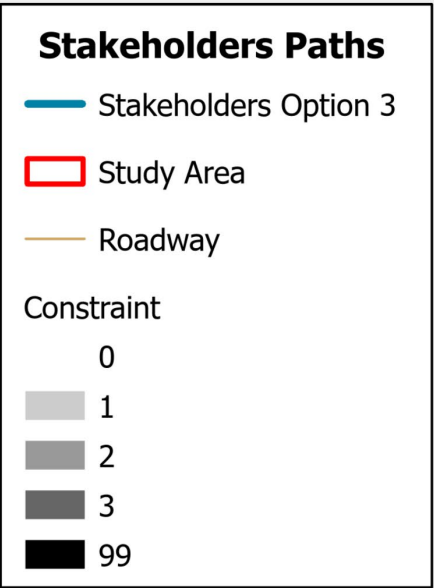 Stakeholders Paths
Stakeholders Option 3
Study Area
Roadway
Constraint
0
1
2
3
99